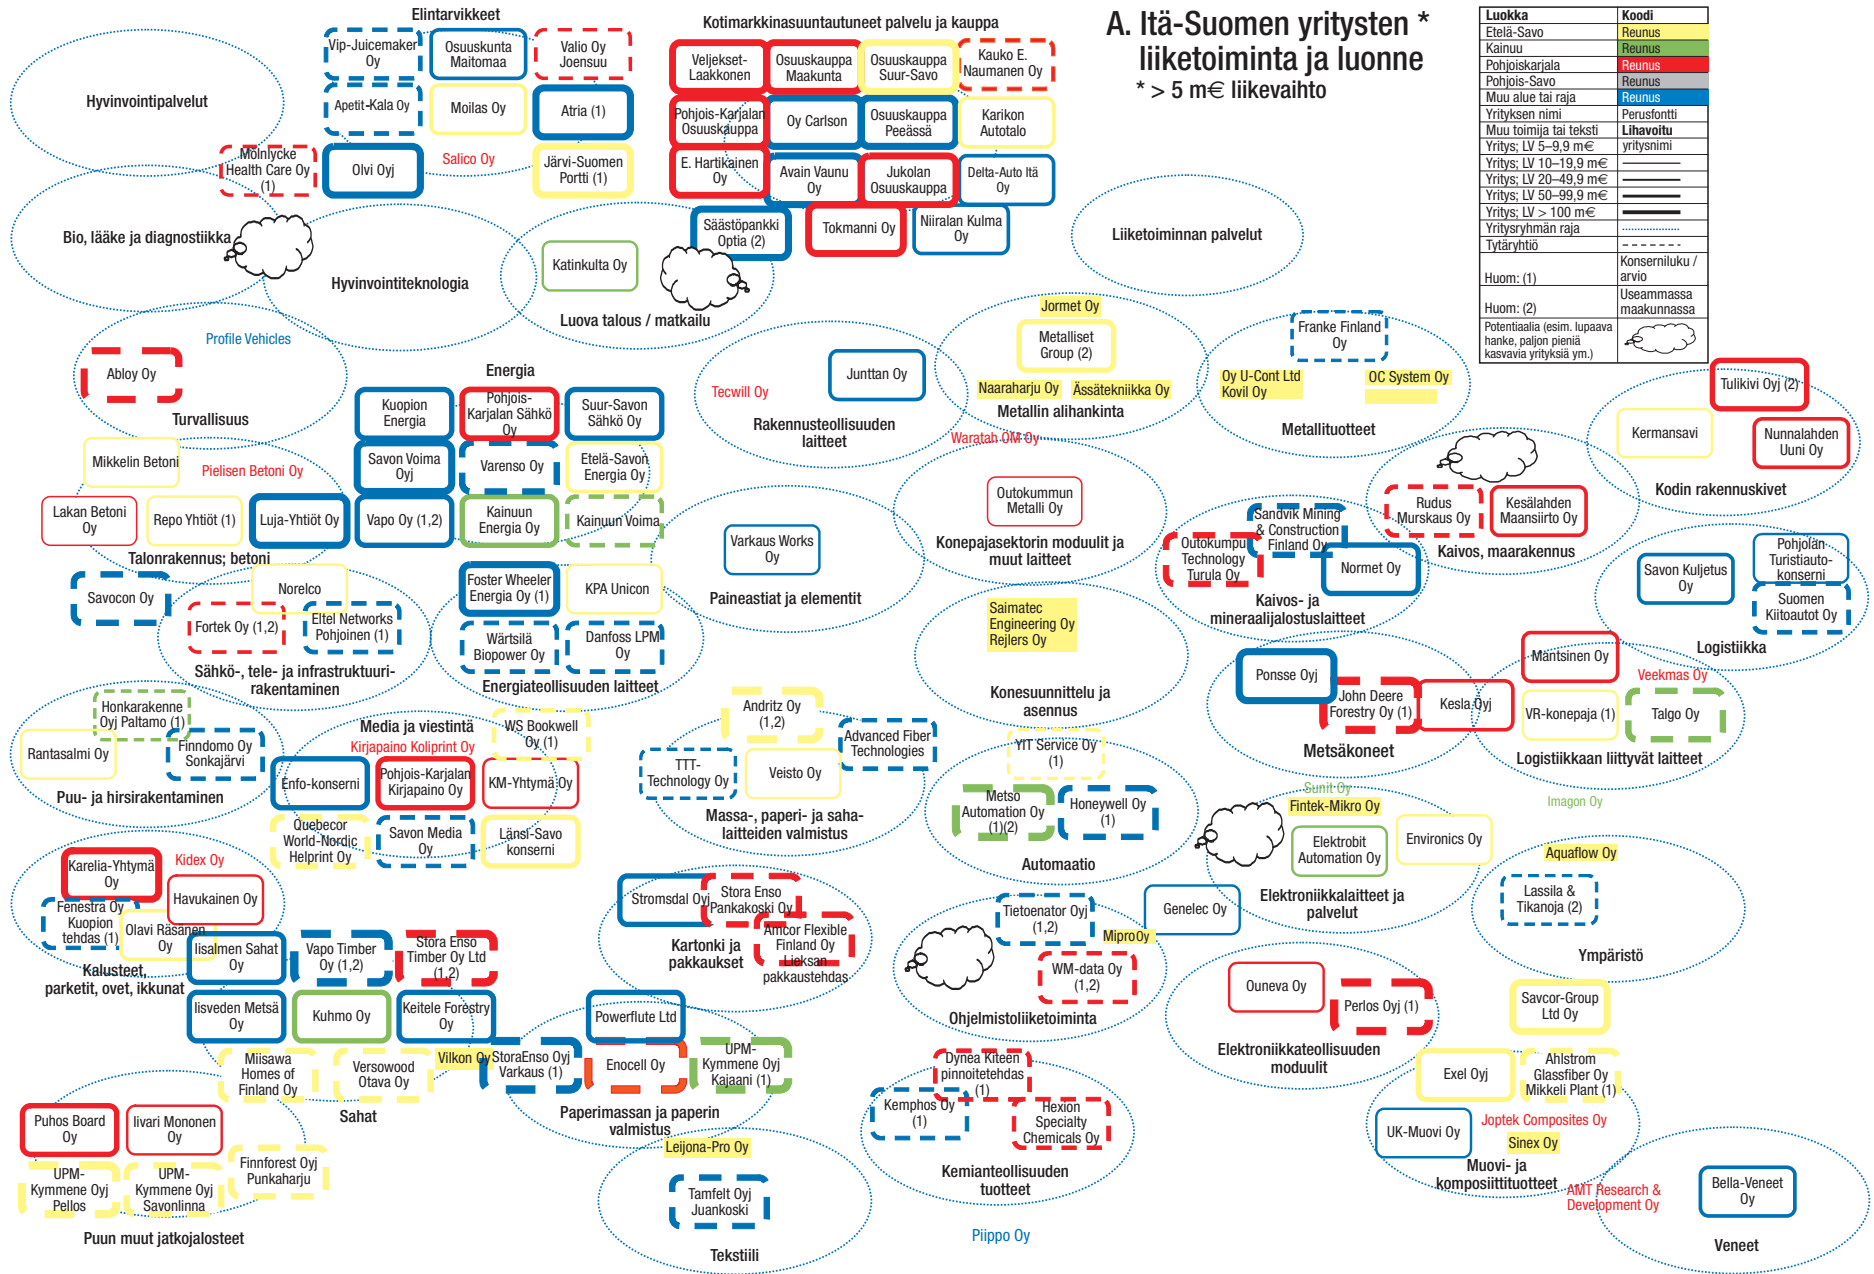 A. Itä-Suomen yritysten *
liiketoiminta ja luonne
* > 5 m€ liikevaihto
Luokka Koodi
Etelä-Savo Reunus
Kainuu Reunus
Pohjoiskarjala Reunus
Pohjois-Savo Reunus
Muu alue tai raja Reunus
Yrityksen nimi Perusfontti
Muu toimija tai teksti Lihavoitu
Yritys; LV 5–9,9 m€ yritysnimi
Yritys; LV 10–19,9 m€
Yritys; LV 20–49,9 m€
Yritys; LV 50–99,9 m€
Yritys; LV > 100 m€
Yritysryhmän raja
Tytäryhtiö
Huom: (1) Konserniluku /
arvio
Huom: (2) Useammassa
maakunnassa
Potentiaalia (esim. lupaava
hanke, paljon pieniä
kasvavia yrityksiä ym.)
Hyvinvointipalvelut
Elintarvikkeet
Vip-Juicemaker
Oy
Osuuskunta
Maitomaa
Valio Oy
Joensuu
Apetit-Kala Oy
Moilas Oy
Atria (1)
Mölnlycke
Health Care Oy
(1)
Olvi Oyj
Salico Oy
Järvi-Suomen
Portti (1)
Kotimarkkinasuuntautuneet palvelu ja kauppa
Veljekset-
Laakkonen
Osuuskauppa
Maakunta
Osuuskauppa
Suur-Savo
Kauko E.
Naumanen Oy
Pohjois-Karjalan
Osuuskauppa
Oy Carlson
Osuuskauppa
Peeässä
Karikon
Autotalo
E. Hartikainen
Oy
Avain Vaunu
Oy
Jukolan
Osuuskauppa
Delta-Auto Itä
Oy
Säästöpankki
Optia (2)
Tokmanni Oy
Niiralan Kulma
Oy
Bio, lääke ja diagnostiikka
Hyvinvointiteknologia
Katinkulta Oy
Luova talous / matkailu
Liiketoiminnan palvelut
Profile Vehicles
Abloy Oy
Turvallisuus
Energia
Kuopion
Energia
Pohjois-
Karjalan Sähkö
Oy
Suur-Savon
Sähkö Oy
Savon Voima
Oyj
Varenso Oy
Etelä-Savon
Energia Oy
Vapo Oy (1,2)
Kainuun
Energia Oy
Kainuun Voima
Tecwill Oy
Junttan Oy
Rakennusteollisuuden
laitteet
Jormet Oy
Metalliset
Group (2)
Naaraharju Oy
Ässätekniikka Oy
Metallin alihankinta
Franke Finland
Oy
Oy U-Cont Ltd
Kovil Oy
OC System Oy
Metallituotteet
Tulikivi Oyj (2)
Kermansavi
Nunnalahden
Uuni Oy
Kodin rakennuskivet
Mikkelin Betoni
Pielisen Betoni Oy
Lakan Betoni
Oy
Repo Yhtiöt (1)
Luja-Yhtiöt Oy
Talonrakennus; betoni
Waratah OM Oy
Outokummun
Metalli Oy
Konepajasektorin moduulit ja
muut laitteet
Varkaus Works
Oy
Paineastiat ja elementit
Rudus
Murskaus Oy
Kesälahden
Maansiirto Oy
Kaivos, maarakennus
Sandvik Mining
& Construction
Finland Oy
Outokumpu
Technology
Turula Oy
Normet Oy
Kaivos- ja
mineraalijalostuslaitteet
Pohjolan
Turistiauto-
konserni
Savon Kuljetus
Oy
Suomen
Kiitoautot Oy
Logistiikka
Savocon Oy
Norelco
Fortek Oy (1,2)
Eltel Networks
Pohjoinen (1)
Sähkö-, tele- ja infrastruktuuri-
rakentaminen
Foster Wheeler
Energia Oy (1)
KPA Unicon
Wärtsilä
Biopower Oy
Danfoss LPM
Oy
Energiateollisuuden laitteet
Saimatec
Engineering Oy
Rejlers Oy
Konesuunnittelu ja
asennus
Ponsse Oyj
John Deere
Forestry Oy (1)
Kesla Oyj
Metsäkoneet
Mantsinen Oy
Veekmas Oy
VR-konepaja (1)
Talgo Oy
Logistiikkaan liittyvät laitteet
Honkarakenne
Oyj Paltamo (1)
Rantasalmi Oy
Finndomo Oy
Sonkajärvi
Puu- ja hirsirakentaminen
Media ja viestintä
Kirjapaino Koliprint Oy
WS Bookwell
Oy (1)
Enfo-konserni
Pohjois-Karjalan
Kirjapaino Oy
KM-Yhtymä Oy
Quebecor
World-Nordic
Helprint Oy
Savon Media
Oy
Länsi-Savo
konserni
Andritz Oy
(1,2)
Advanced Fiber
Technologies
TTT-
Technology Oy
Veisto Oy
Massa-, paperi- ja saha-
laitteiden valmistus
YIT Service Oy
(1)
Metso
Automation Oy
(1)(2)
Honeywell Oy
(1)
Automaatio
Sunit Oy
Fintek-Mikro Oy
Elektrobit
Automation Oy
Environics Oy
Elektroniikkalaitteet ja
palvelut
Imagon Oy
Aquaflow Oy
Lassila &
Tikanoja (2)
Ympäristö
Karelia-Yhtymä
Oy
Kidex Oy
Havukainen Oy
Fenestra Oy
Kuopion
tehdas (1)
Olavi Räsänen
Oy
Kalusteet,
parketit, ovet, ikkunat
Iisalmen Sahat
Oy
Vapo Timber
Oy (1,2)
Stora Enso
Timber Oy Ltd
(1,2)
Iisveden Metsä
Oy
Kuhmo Oy
Keitele Forestry
Oy
Miisawa
Homes of
Finland Oy
Versowood
Otava Oy
Vilkon Oy
Sahat
Stromsdal Oyj
Stora Enso
Pankakoski Oy
Amcor Flexible
Finland Oy
Lieksan
pakkaustehdas
Kartonki ja
pakkaukset
Tietoenator Oyj
(1,2)
Genelec Oy
MiproOy
WM-data Oy
(1,2)
Ohjelmistoliiketoiminta
Ouneva Oy
Perlos Oyj (1)
Elektroniikkateollisuuden
moduulit
Savcor-Group
Ltd Oy
Exel Oyj
Ahlstrom
Glassfiber Oy
Mikkeli Plant (1)
UK-Muovi Oy
Joptek Composites Oy
Sinex Oy
Muovi- ja
komposiittituotteet
Powerflute Ltd
StoraEnso Oyj
Varkaus (1)
Enocell Oy
UPM-
Kymmene Oyj
Kajaani (1)
Paperimassan ja paperin
valmistus
Dynea Kiteen
pinnoitetehdas
(1)
Kemphos Oy
(1)
Hexion
Specialty
Chemicals Oy
Kemianteollisuuden
tuotteet
Puhos Board
Oy
Iivari Mononen
Oy
UPM-
Kymmene Oyj
Pellos
UPM-
Kymmene Oyj
Savonlinna
Finnforest Oyj
Punkaharju
Puun muut jatkojalosteet
Leijona-Pro Oy
Tamfelt Oyj
Juankoski
Tekstiili
Piippo Oy
AMT Research &
Development Oy
Bella-Veneet
Oy
Veneet